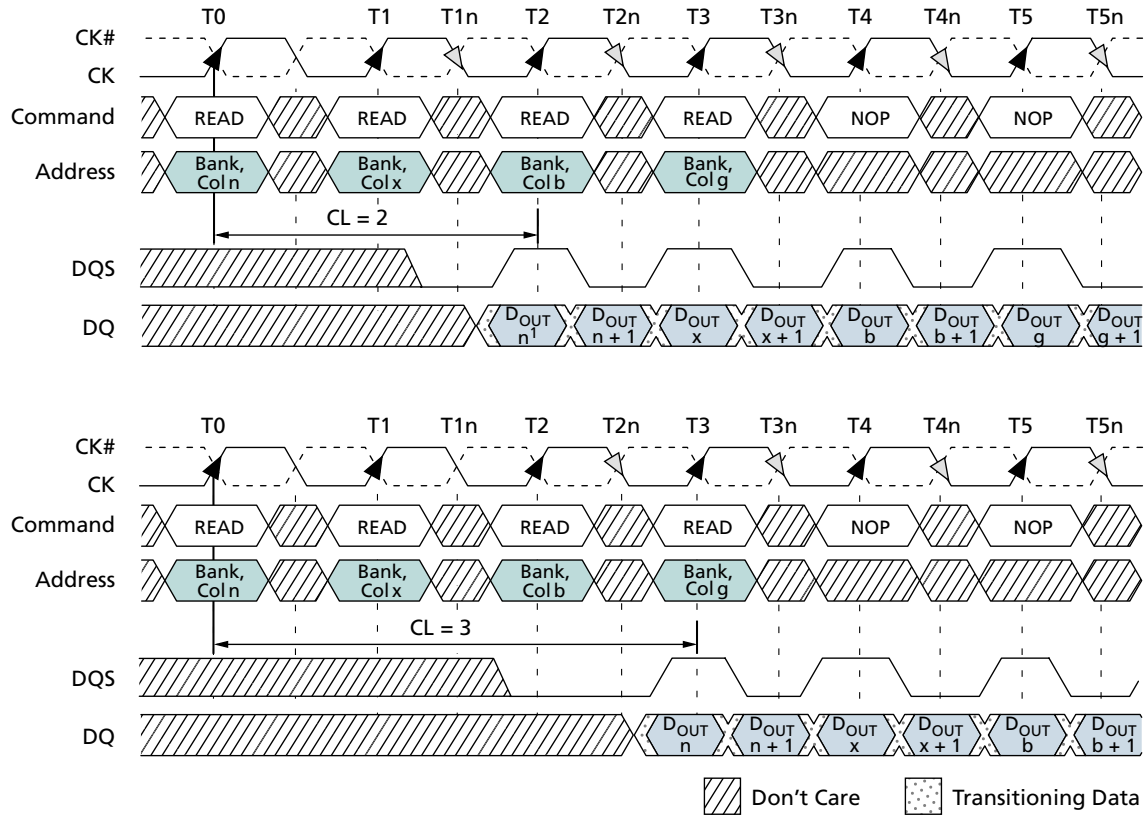 T0 T1 T1n T2 T2n T3 T3n T4 T4n T5 T5n
CK#
CK
Command READ READ READ READ NOP NOP
Address Bank, Col n Bank, Col x Bank, Col b Bank, Col g
CL = 2
DQS
DQ DOUT n1 DOUT n + 1 DOUT x DOUT x + 1 DOUT b DOUT b + 1 DOUT g DOUT g + 1
T0 T1 T1n T2 T2n T3 T3n T4 T4n T5 T5n
CK#
CK
Command READ READ READ READ NOP NOP
Address Bank, Col n Bank, Col x Bank, Col b Bank, Col g
CL = 3
DQS
DQ DOUT n DOUT n + 1 DOUT x DOUT x + 1 DOUT b DOUT b + 1
Don't Care Transitioning Data